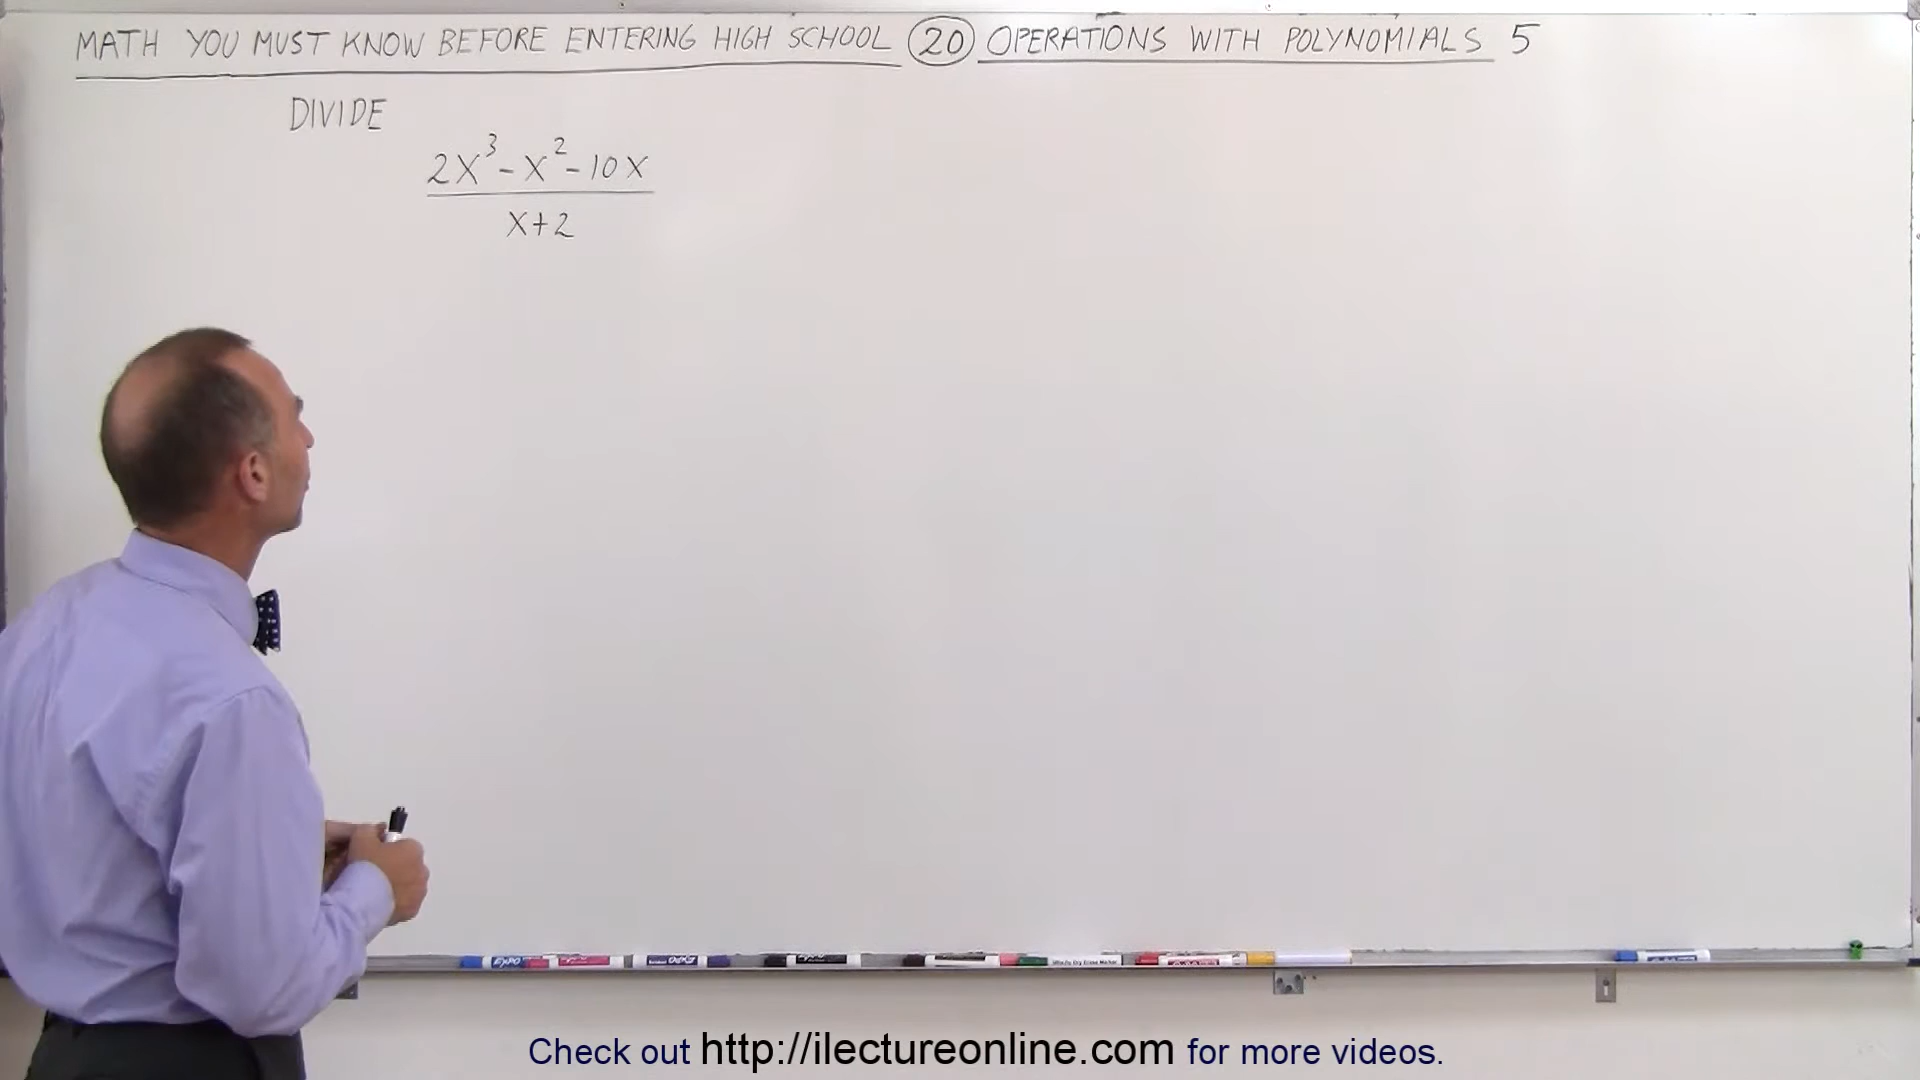 MATH YOU MUST KNOW BEFORE ENTERING HIGH SCHOOL 20 OPERATIONS WITH POLYNOMIALS 5
DIVIDE
2X³-X²-10X
X+2
Check out http://ilectureonline.com for more videos.